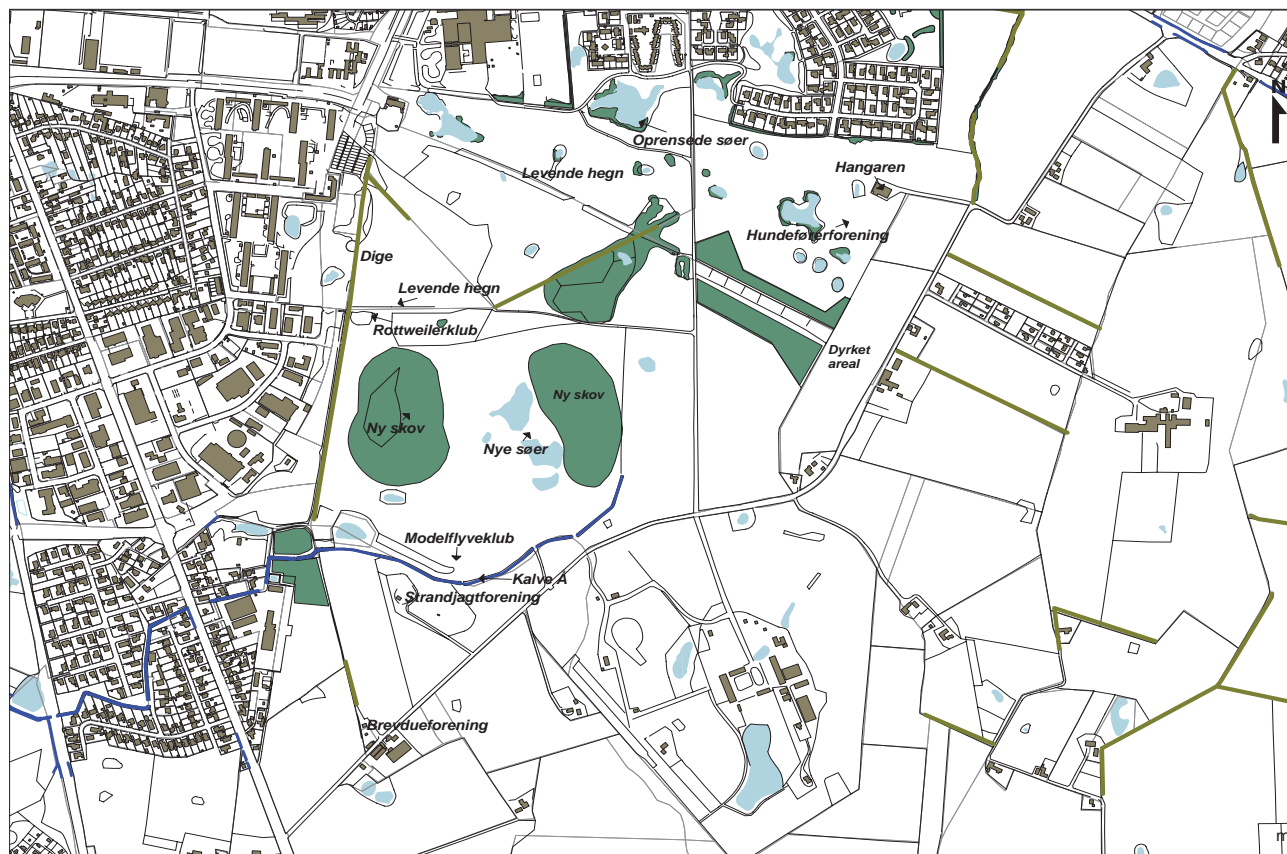 Oprensede søer
Levende hegn
Hangaren
Hundeførerforening
Dige
Levende hegn
Rottweilerklub
Dyrket
areal
Ny skov
Ny skov
Nye søer
Modelflyveklub
Kalve Å
Strandjagtforening
Brevdueforening
m